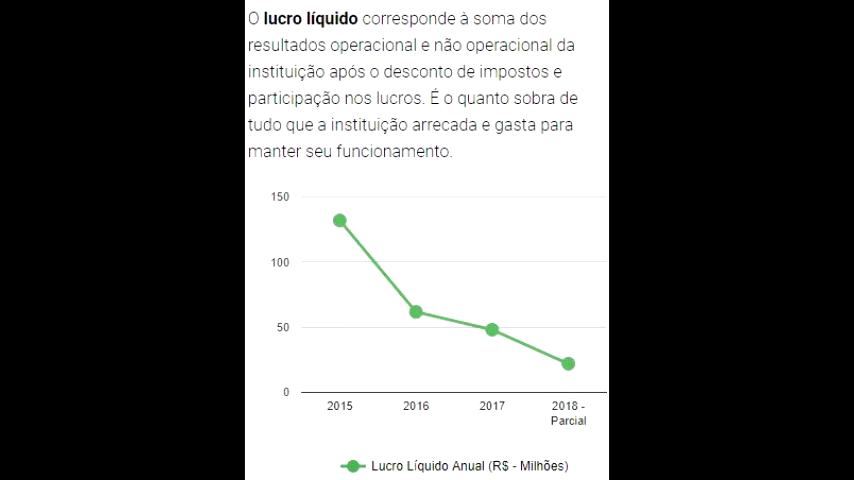 O lucro líquido corresponde à soma dos
resultados operacional e não operacional da
instituição após o desconto de impostos e
participação nos lucros. É o quanto sobra de
tudo que a instituição arrecada e gasta para
manter seu funcionamento.
150
100
50
0
2015 2016 2017 2018 -
Parcial
Lucro Líquido Anual (R$ - Milhões)